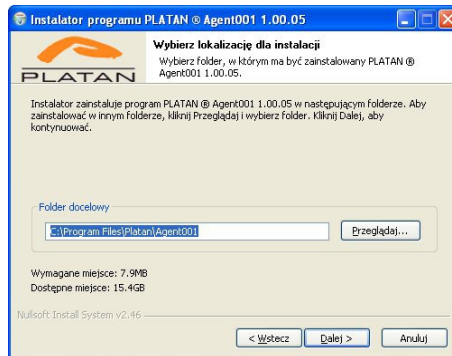 Instalator programu PLATAN ® Agent001 1.00.05
PLATAN
Wybierz lokalizację dla instalacji
Wybierz folder, w którym ma być zainstalowany PLATAN ®
Agent001 1.00.05.
Instalator zainstaluje program PLATAN ® Agent001 1.00.05 w następującym folderze. Aby
zainstalować w innym folderze, kliknij Przeglądaj i wybierz folder. Kliknij Dalej, aby
kontynuować.
Folder docelowy
C:\Program Files\Platan\Agent001
Przeglądaj...
Wymagane miejsce: 7.9MB
Dostępne miejsce: 15.4GB
Nullsoft Install System v2.46
< Wstecz
Dalej >
Anuluj